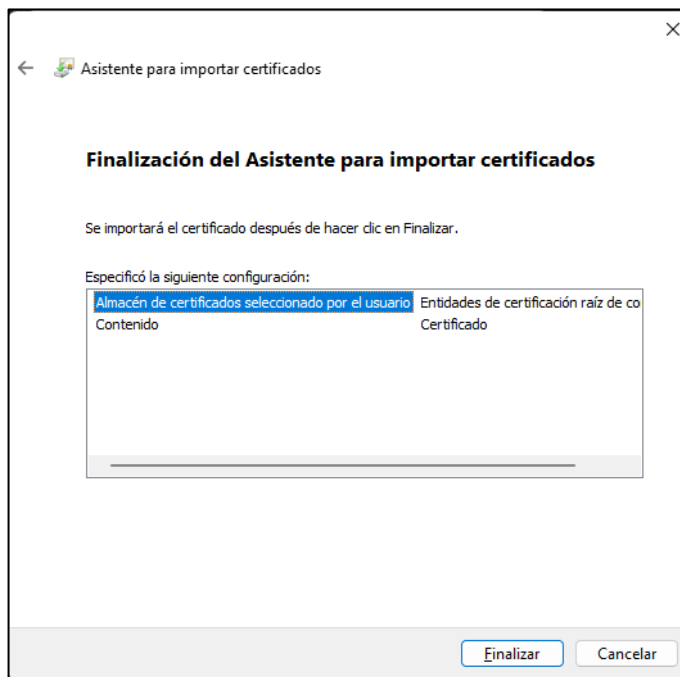 Asistente para importar certificados
Finalización del Asistente para importar certificados
Se importará el certificado después de hacer clic en Finalizar.
Especificó la siguiente configuración:
Almacén de certificados seleccionado por el usuario Entidades de certificación raíz de co
Contenido Certificado
Finalizar Cancelar